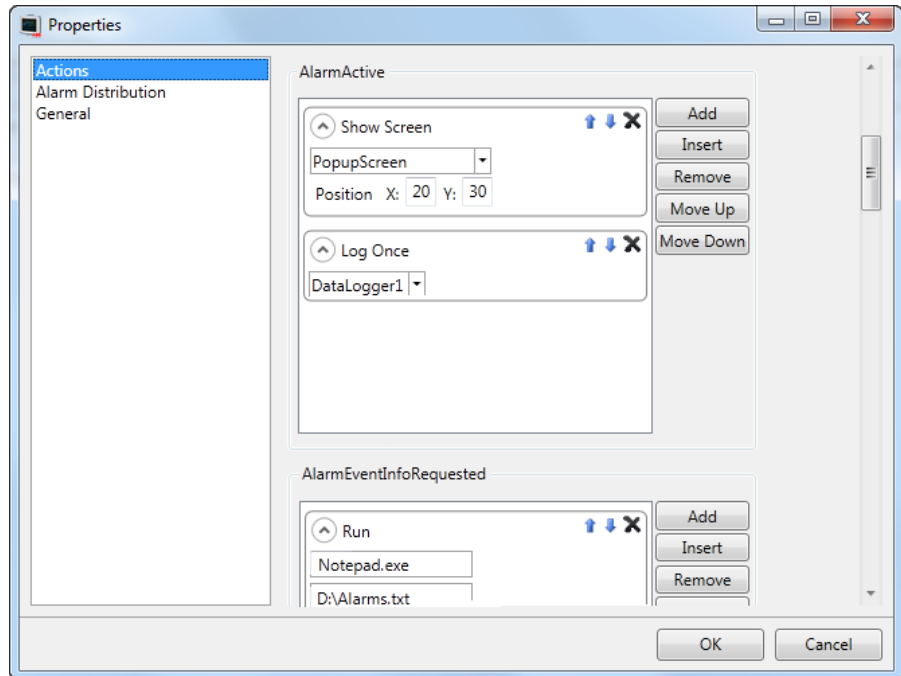 Properties
Actions
Alarm Distribution
General
AlarmActive
Show Screen
PopupScreen
Position X: 20 Y: 30
Log Once
DataLogger1
Add
Insert
Remove
Move Up
Move Down
AlarmEventInfoRequested
Run
Notepad.exe
D:\Alarms.txt
Add
Insert
Remove
OK
Cancel